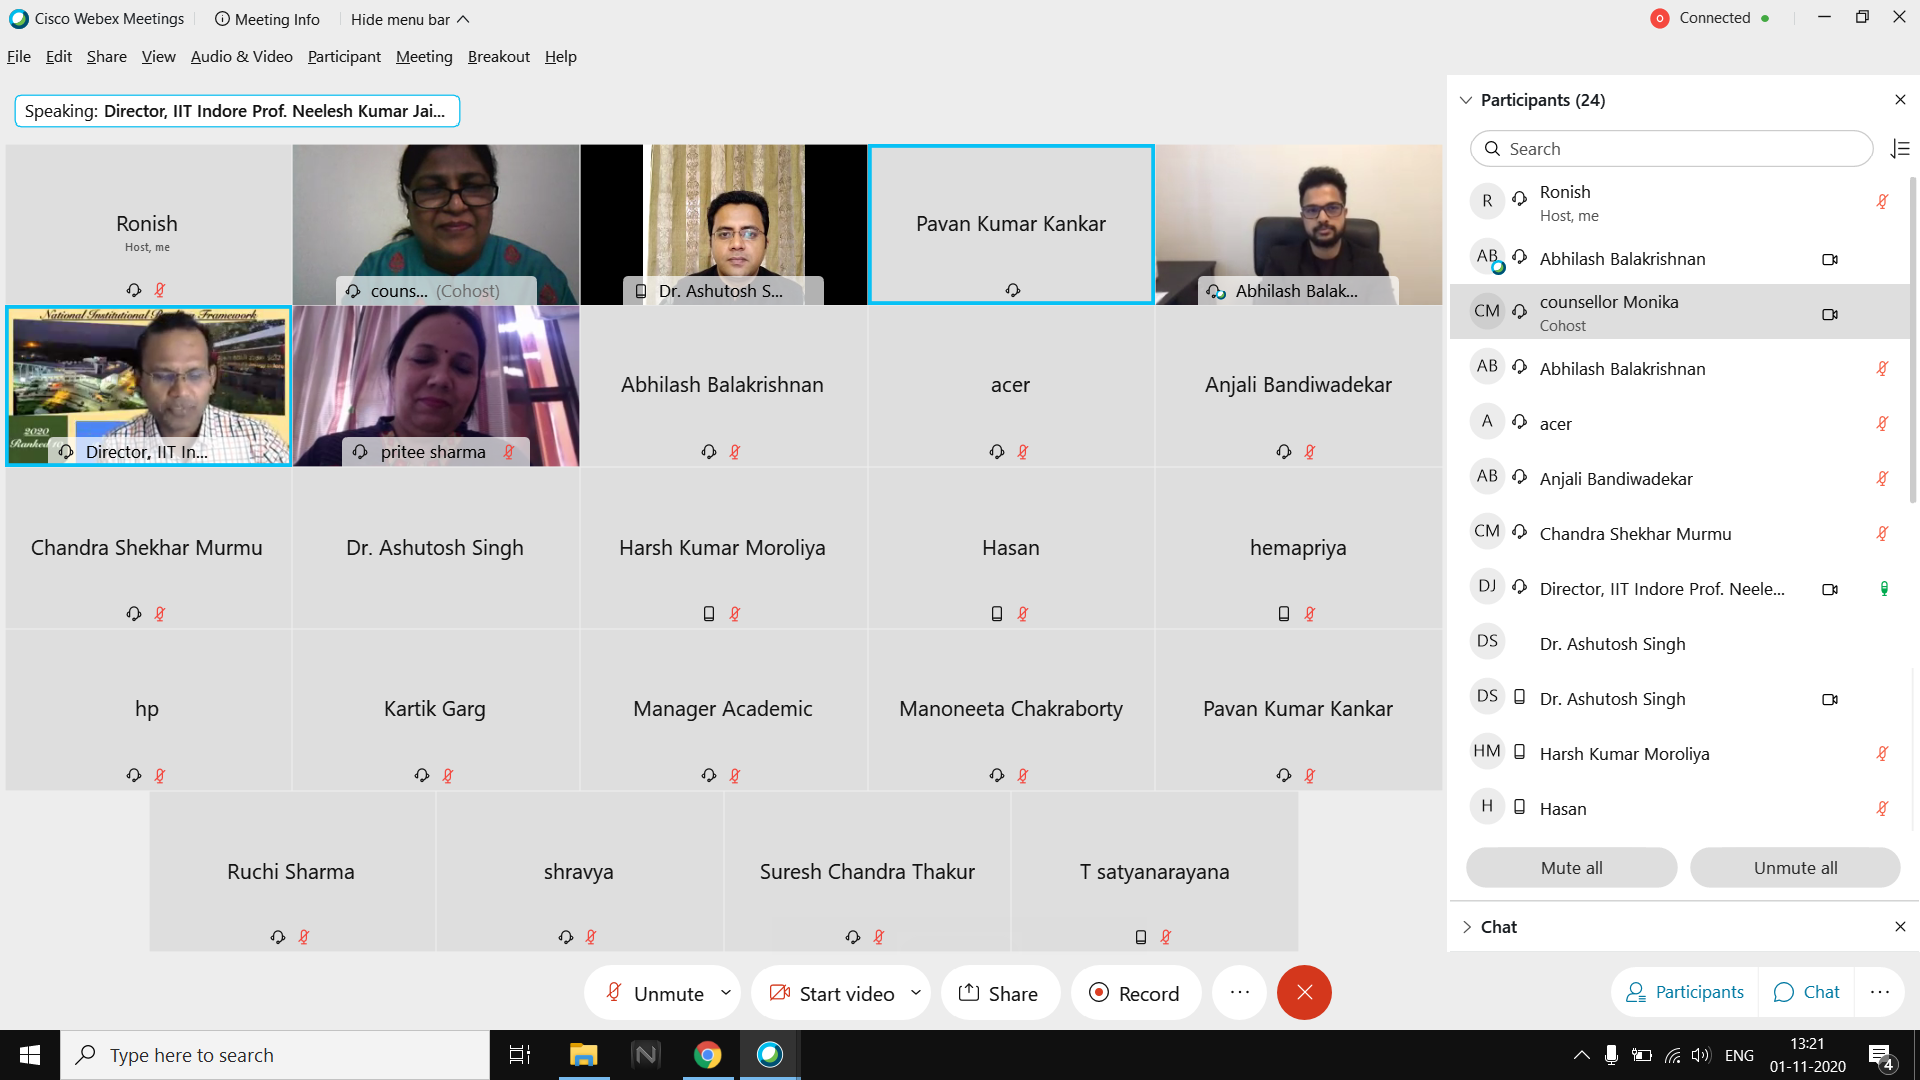 Cisco Webex Meetings
Meeting Info
Hide menu bar
Connected
File Edit Share View Audio & Video Participant Meeting Breakout Help
Speaking: Director, IIT Indore Prof. Neelesh Kumar Jai...
Ronish
Host, me
couns... (Cohost)
Dr. Ashutosh S...
Pavan Kumar Kankar
Abhilash Balak...
National Institutional Framework
2020
Ranked 10
Director, IIT In...
pritee sharma
Abhilash Balakrishnan
acer
Anjali Bandiwadekar
Chandra Shekhar Murmu
Dr. Ashutosh Singh
Harsh Kumar Moroliya
Hasan
hemapriya
hp
Kartik Garg
Manager Academic
Manoneeta Chakraborty
Pavan Kumar Kankar
Ruchi Sharma
shravya
Suresh Chandra Thakur
T satyanarayana
Participants (24)
Search
R Ronish
Host, me
AB Abhilash Balakrishnan
CM counsellor Monika
Cohost
AB Abhilash Balakrishnan
A acer
AB Anjali Bandiwadekar
CM Chandra Shekhar Murmu
DJ Director, IIT Indore Prof. Neele...
DS Dr. Ashutosh Singh
DS Dr. Ashutosh Singh
HM Harsh Kumar Moroliya
H Hasan
Mute all
Unmute all
Chat
Unmute
Start video
Share
Record
Participants
Chat
Type here to search
ENG
13:21
01-11-2020
4